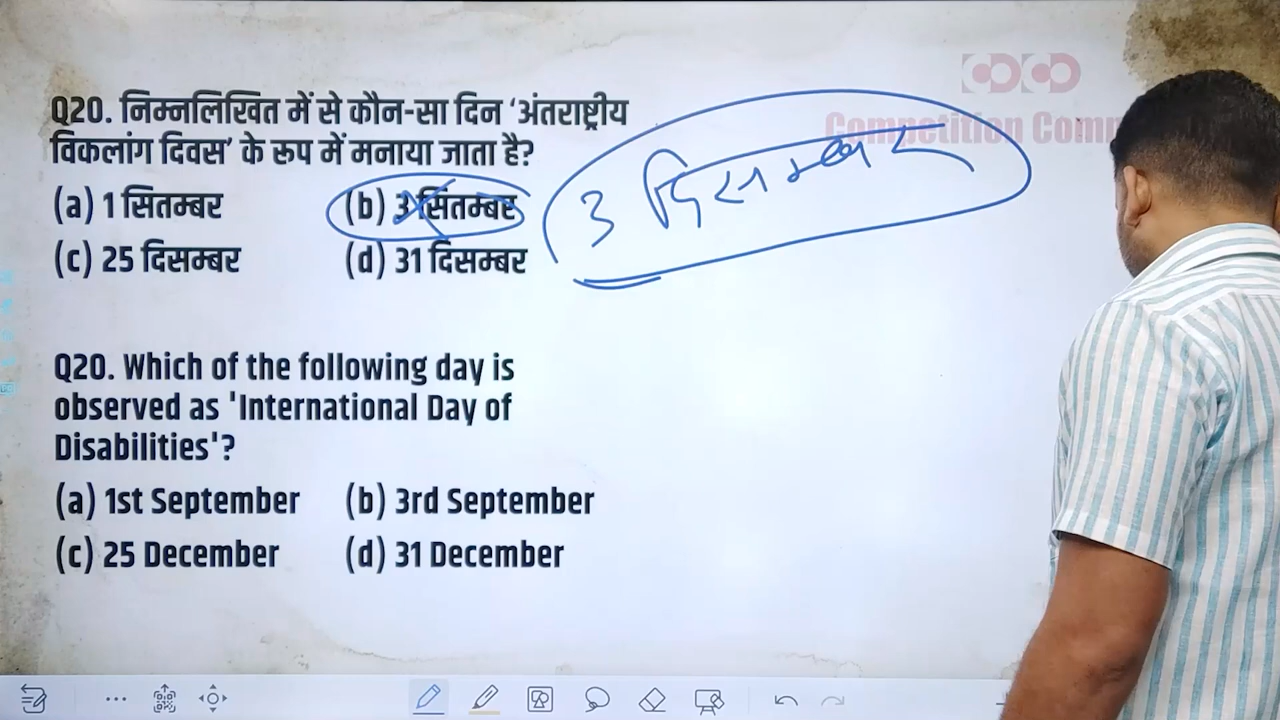 Q20. निम्नलिखित में से कौन-सा दिन ‘अंतराष्ट्रीय
विकलांग दिवस’ के रूप में मनाया जाता है?
(a) 1 सितम्बर
(b) 3 सितम्बर
(c) 25 दिसम्बर
(d) 31 दिसम्बर
3 दिसम्बर
Competition Comm
Q20. Which of the following day is
observed as 'International Day of
Disabilities'?
(a) 1st September
(b) 3rd September
(c) 25 December
(d) 31 December